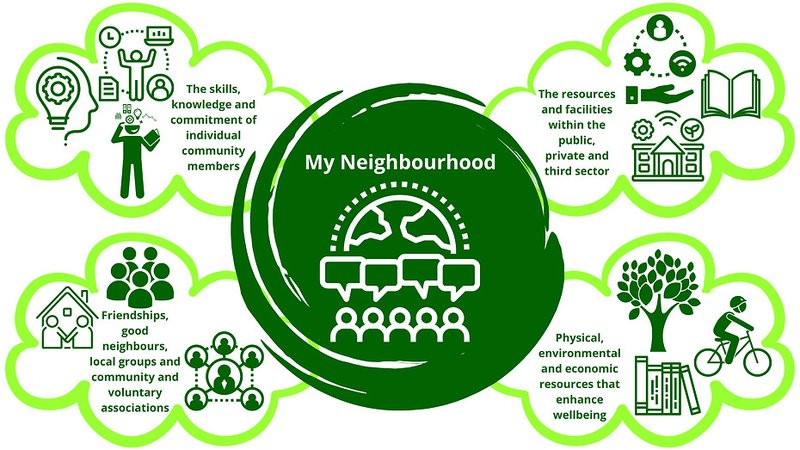 The skills,
knowledge and
commitment of
individual
community
members
My Neighbourhood
The resources
and facilities
within the
public,
private and
third sector
Friendships,
good
neighbours,
local groups and
community and
voluntary
associations
Physical,
environmental
and economic
resources that
enhance
wellbeing